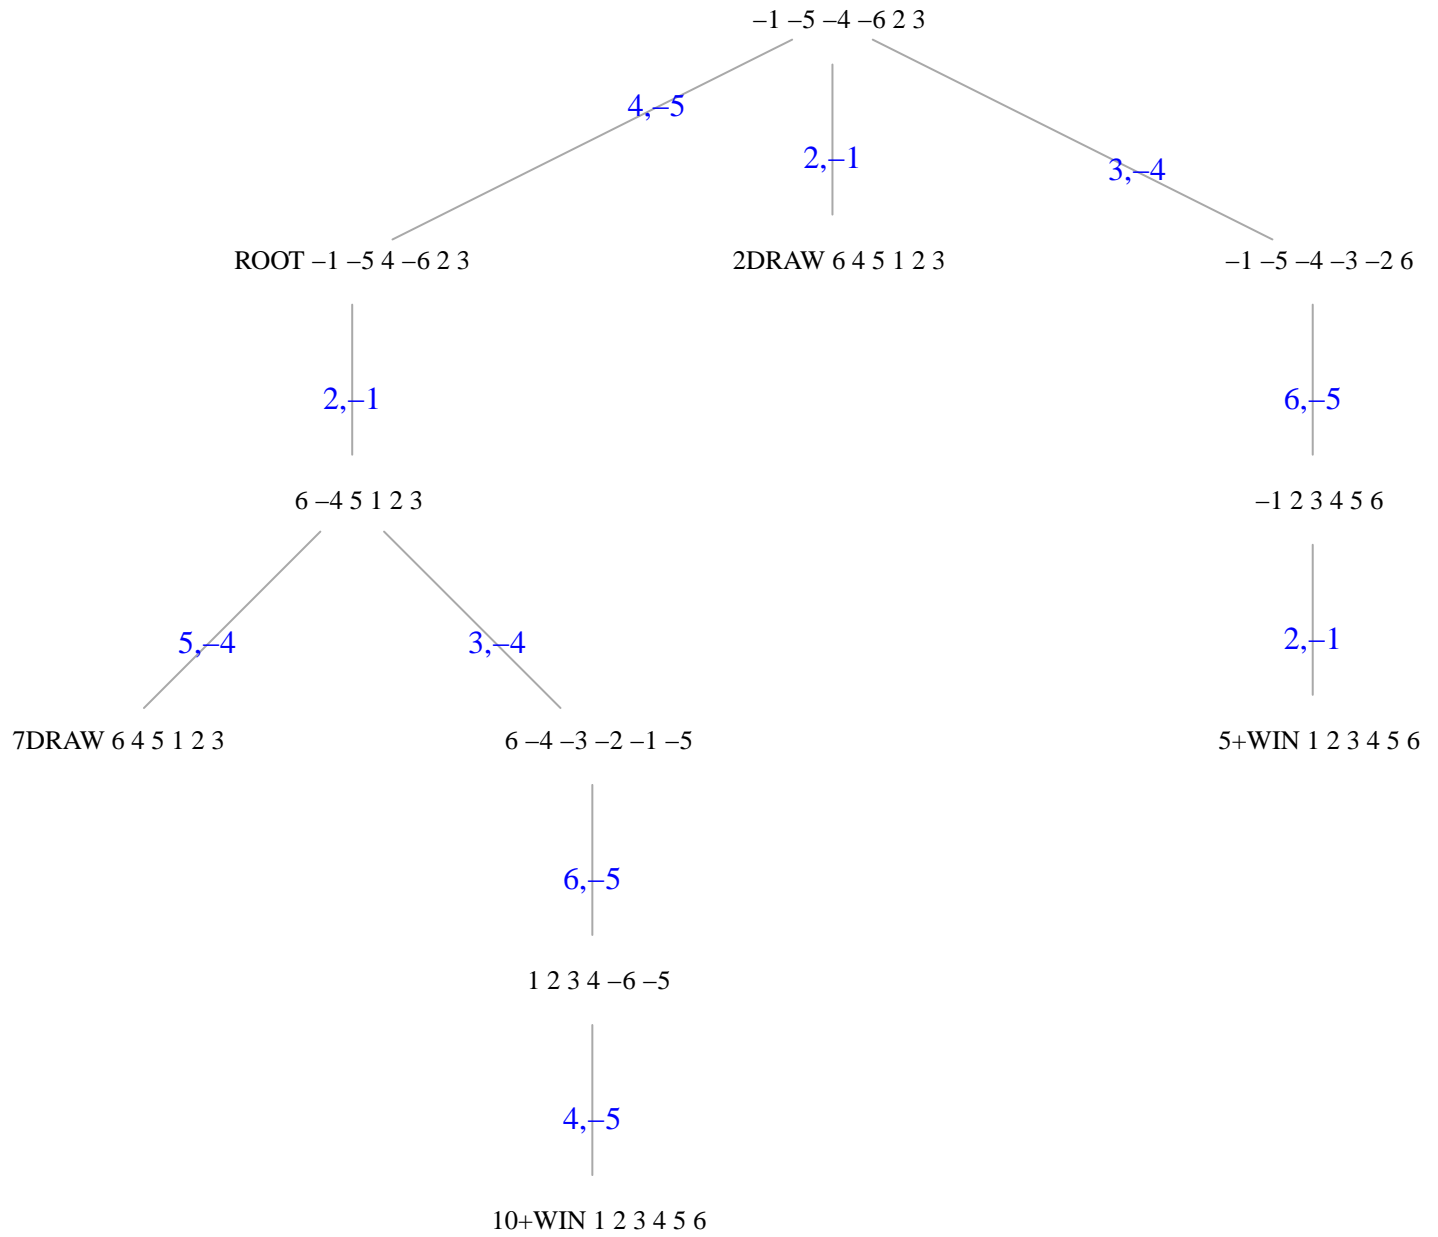 –1 –5 –4 –6 2 3
4,–5
2,–1
3,–4
ROOT –1 –5 4 –6 2 3
2DRAW 6 4 5 1 2 3
–1 –5 –4 –3 –2 6
2,–1
6,–5
6 –4 5 1 2 3
–1 2 3 4 5 6
5,–4
3,–4
2,–1
7DRAW 6 4 5 1 2 3
6 –4 –3 –2 –1 –5
5+WIN 1 2 3 4 5 6
6,–5
1 2 3 4 –6 –5
4,–5
10+WIN 1 2 3 4 5 6